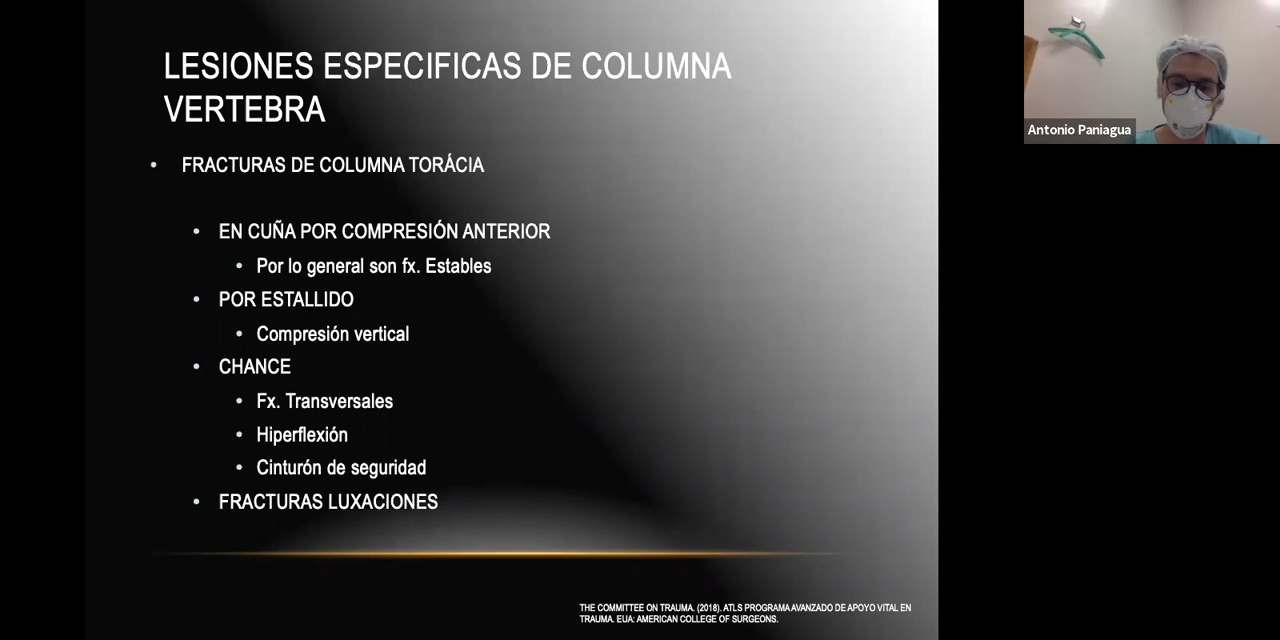 LESIONES ESPECIFICAS DE COLUMNA
VERTEBRA
• FRACTURAS DE COLUMNA TORÁCIA
• EN CUÑA POR COMPRESIÓN ANTERIOR
• Por lo general son fx. Estables
• POR ESTALLIDO
• Compresión vertical
• CHANCE
• Fx. Transversales
• Hiperflexión
• Cinturón de seguridad
• FRACTURAS LUXACIONES
THE COMMITTEE ON TRAUMA. (2018). ATLS PROGRAMA AVANZADO DE APOYO VITAL EN
TRAUMA. EUA: AMERICAN COLLEGE OF SURGEONS.
Antonio Paniagua